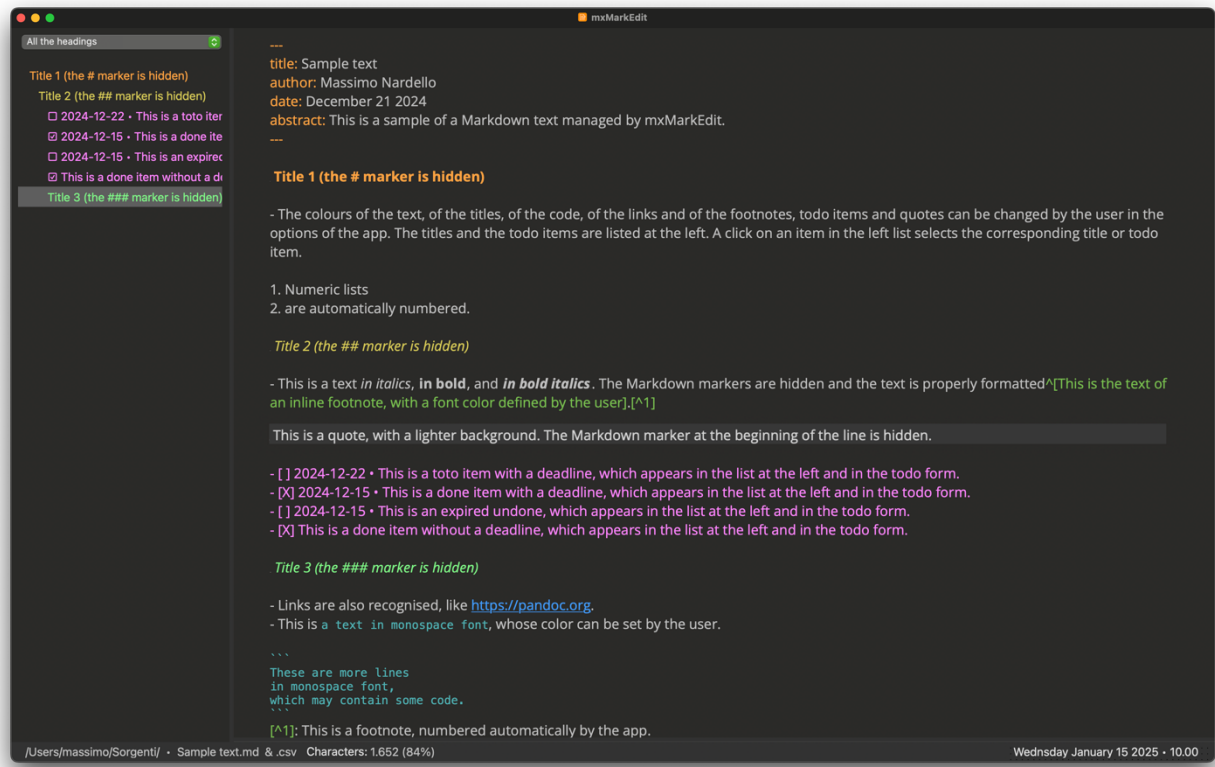 mxMarkEdit
All the headings
Title 1 (the # marker is hidden)
Title 2 (the ## marker is hidden)
☐ 2024-12-22 • This is a toto iter
☑ 2024-12-15 • This is a done ite
☐ 2024-12-15 • This is an expired
☑ This is a done item without a de
Title 3 (the ### marker is hidden)
---
title: Sample text
author: Massimo Nardello
date: December 21 2024
abstract: This is a sample of a Markdown text managed by mxMarkEdit.
---
Title 1 (the # marker is hidden)
- The colours of the text, of the titles, of the code, of the links and of the footnotes, todo items and quotes can be changed by the user in the
options of the app. The titles and the todo items are listed at the left. A click on an item in the left list selects the corresponding title or todo
item.
1. Numeric lists
2. are automatically numbered.
Title 2 (the ## marker is hidden)
- This is a text in italics, in bold, and in bold italics. The Markdown markers are hidden and the text is properly formatted^[This is the text of
an inline footnote, with a font color defined by the user].[^1]
This is a quote, with a lighter background. The Markdown marker at the beginning of the line is hidden.
- [ ] 2024-12-22 • This is a toto item with a deadline, which appears in the list at the left and in the todo form.
- [X] 2024-12-15 • This is a done item with a deadline, which appears in the list at the left and in the todo form.
- [ ] 2024-12-15 • This is an expired undone, which appears in the list at the left and in the todo form.
- [X] This is a done item without a deadline, which appears in the list at the left and in the todo form.
Title 3 (the ### marker is hidden)
- Links are also recognised, like https://pandoc.org.
- This is a text in monospace font, whose color can be set by the user.
```
These are more lines
in monospace font,
which may contain some code.
```
[^1]: This is a footnote, numbered automatically by the app.
/Users/massimo/Sorgenti/ • Sample text.md & .csv Characters: 1.652 (84%)
Wednsday January 15 2025 • 10.00